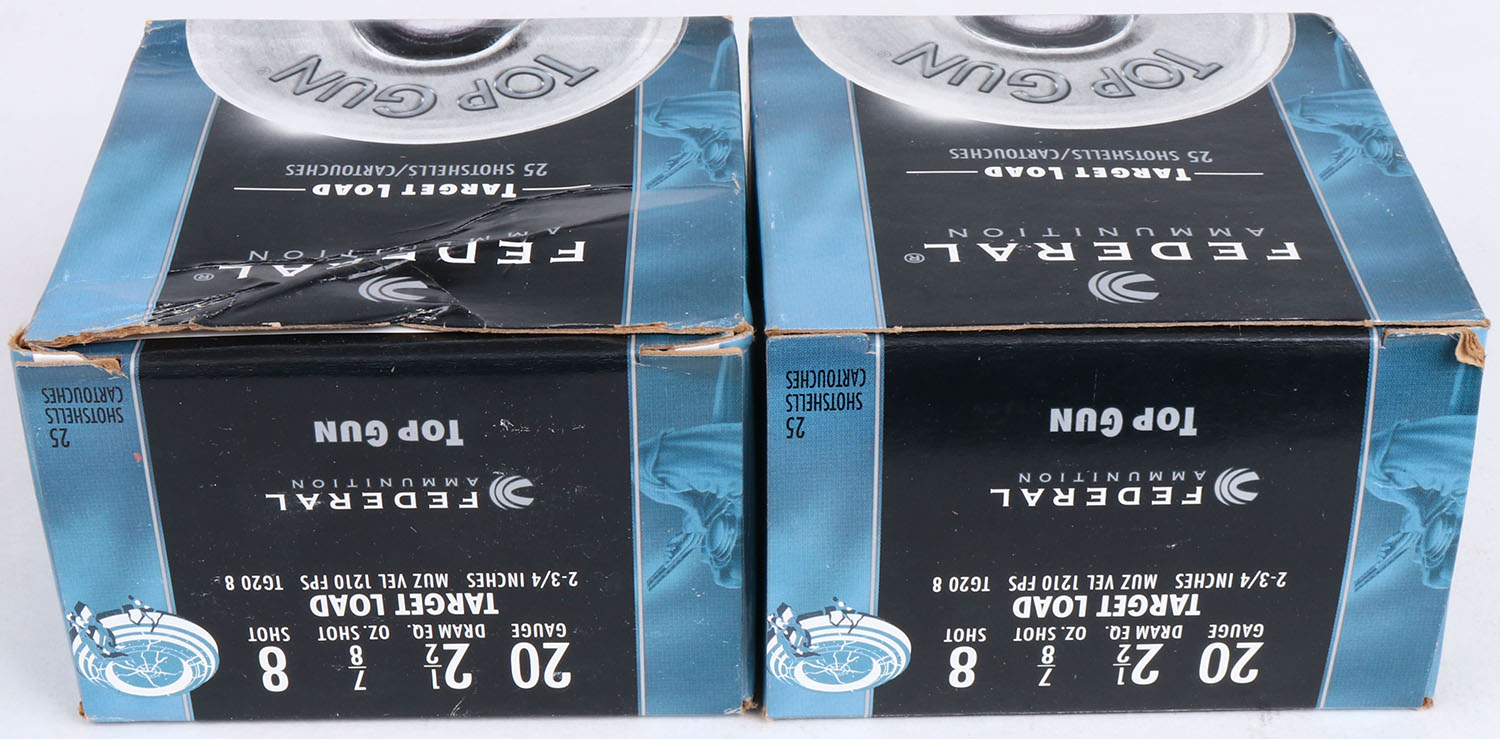 TOP GUN®
25 SHOTSHELLS/CARTOUCHES
TARGET LOAD
FEDERAL®
AMMUNITION
25
SHOTSHELLS
CARTOUCHES
TOP GUN
FEDERAL
AMMUNITION
2-3/4 INCHES MUZ VEL 1210 FPS TG20 8
TARGET LOAD
20 2 1/2 7/8 8
GAUGE DRAM EQ. OZ. SHOT SHOT
TOP GUN®
25 SHOTSHELLS/CARTOUCHES
TARGET LOAD
FEDERAL®
AMMUNITION
25
SHOTSHELLS
CARTOUCHES
TOP GUN
FEDERAL
AMMUNITION
2-3/4 INCHES MUZ VEL 1210 FPS TG20 8
TARGET LOAD
20 2 1/2 7/8 8
GAUGE DRAM EQ. OZ. SHOT SHOT